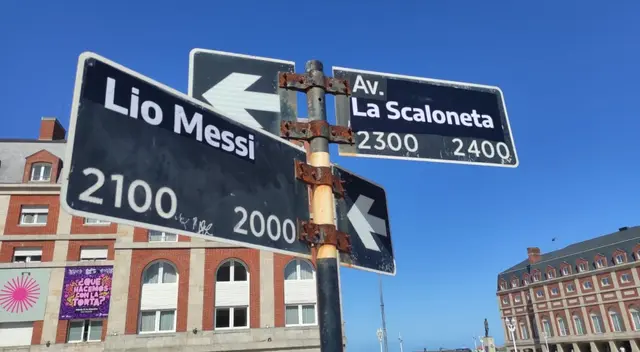 Lio Messi
2100 2000
Av.
La Scaloneta
2300 2400
¿QUÉ
HACEMOS
CON LA
TORTA?